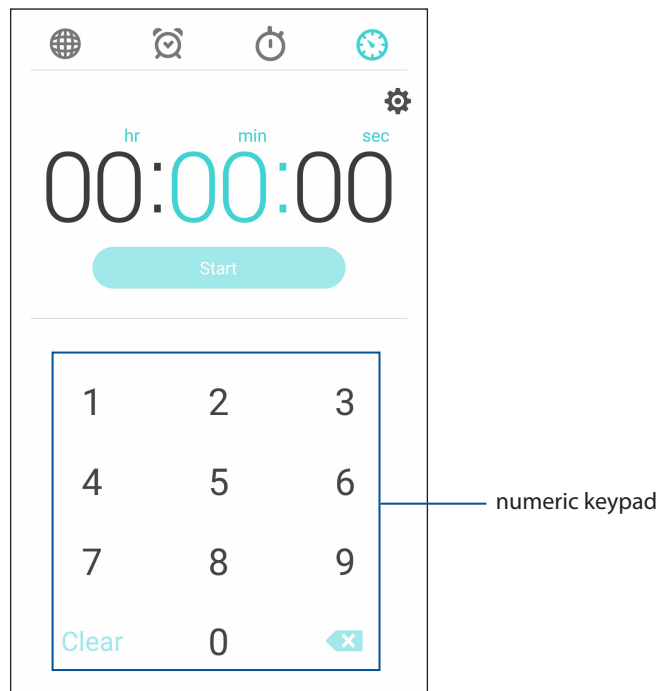 hr min sec
00:00:00
Start
1 2 3
4 5 6
numeric keypad
7 8 9
Clear 0